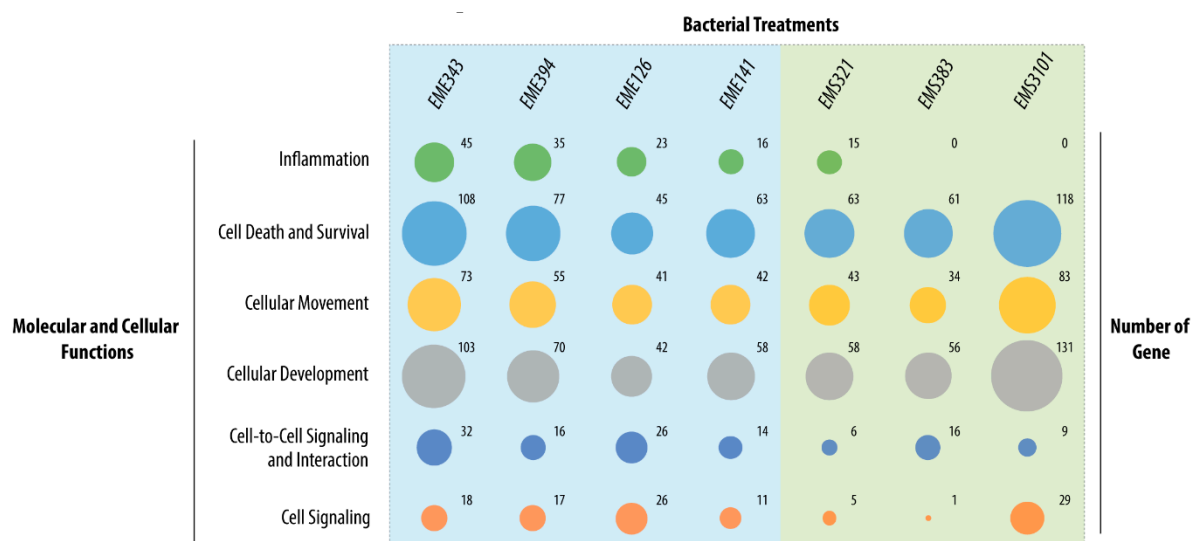 Bacterial Treatments
EME343 EME394 EME126 EME141 EMS321 EMS383 EMS3101
Inflammation 45 35 23 16 15 0 0
Cell Death and Survival 108 77 45 63 63 61 118
Cellular Movement 73 55 41 42 43 34 83
Molecular and Cellular
Functions
Number of
Gene
Cellular Development 103 70 42 58 58 56 131
Cell-to-Cell Signaling
and Interaction 32 16 26 14 6 16 9
Cell Signaling 18 17 26 11 5 1 29